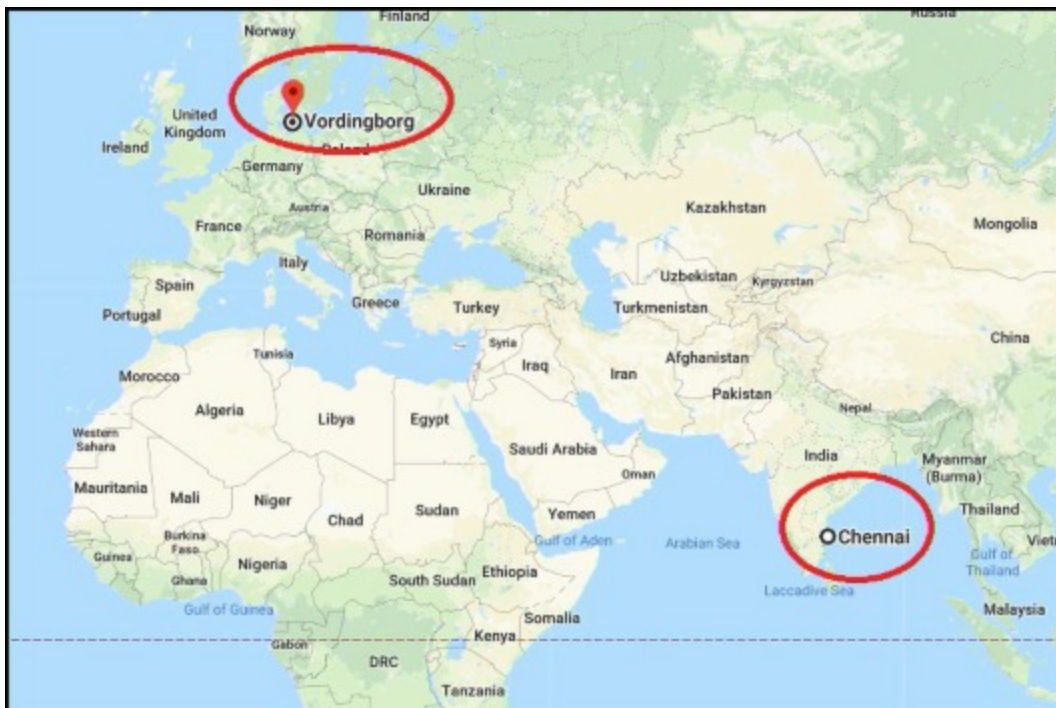 Finland
Russia
Norway
Vordingborg
United
Kingdom
Ireland
Poland
Germany
Ukraine
Austria
France
Romania
Kazakhstan
Mongolia
Italy
Uzbekistan
Kyrgyzstan
Spain
Greece
Turkey
Turkmenistan
Portugal
China
Syria
Tunisia
Iraq
Iran
Afghanistan
Morocco
Pakistan
Algeria
Libya
Egypt
Nepal
Western
Sahara
Saudi Arabia
India
Myanmar
(Burma)
Oman
Mauritania
Mali
Niger
Chad
Sudan
Yemen
Thailand
Burkina
Faso
Gulf of Aden
Arabian Sea
Chennai
Viet
Guinea
Nigeria
Gulf of
Thailand
Ghana
South Sudan
Ethiopia
Laccadive Sea
Gulf of Guinea
Somalia
Malaysia
Kenya
Gabon
DRC
Tanzania